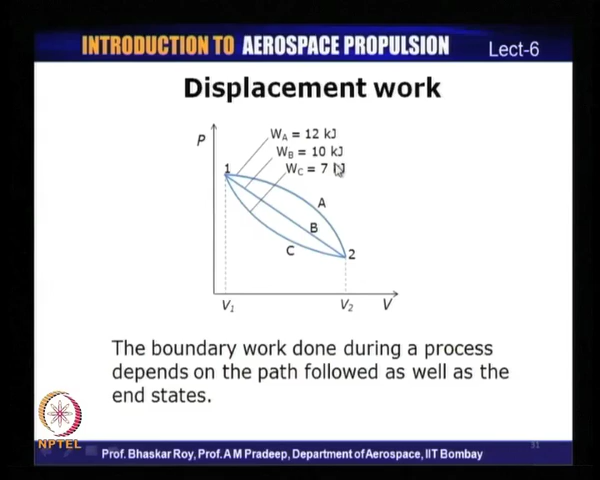 INTRODUCTION TO AEROSPACE PROPULSION Lect-6
Displacement work
P
W_A = 12 kJ
W_B = 10 kJ
W_C = 7
1
A
B
C
2
V₁
V₂
V
The boundary work done during a process
depends on the path followed as well as the
end states.
NPTEL
31
Prof. Bhaskar Roy, Prof. A M Pradeep, Department of Aerospace, IIT Bombay